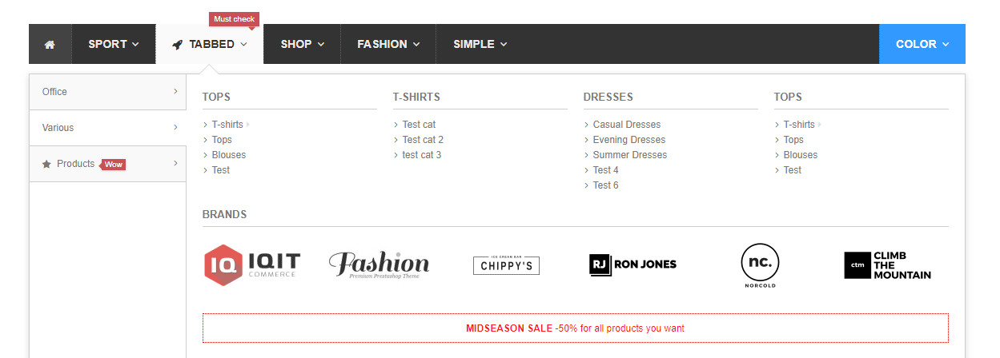 Must check
SPORT TABBED SHOP FASHION SIMPLE COLOR
Office
Various
Products Wow
TOPS
T-shirts
Tops
Blouses
Test
T-SHIRTS
Test cat
Test cat 2
test cat 3
DRESSES
Casual Dresses
Evening Dresses
Summer Dresses
Test 4
Test 6
TOPS
T-shirts
Tops
Blouses
Test
BRANDS
IQ IQIT
COMMERCE
Fashion
Premium Prestashop Theme
ICE CREAM BAR
CHIPPY'S
RJ RON JONES
nc.
NORCOLD
ctm
CLIMB
THE
MOUNTAIN
MIDSEASON SALE -50% for all products you want